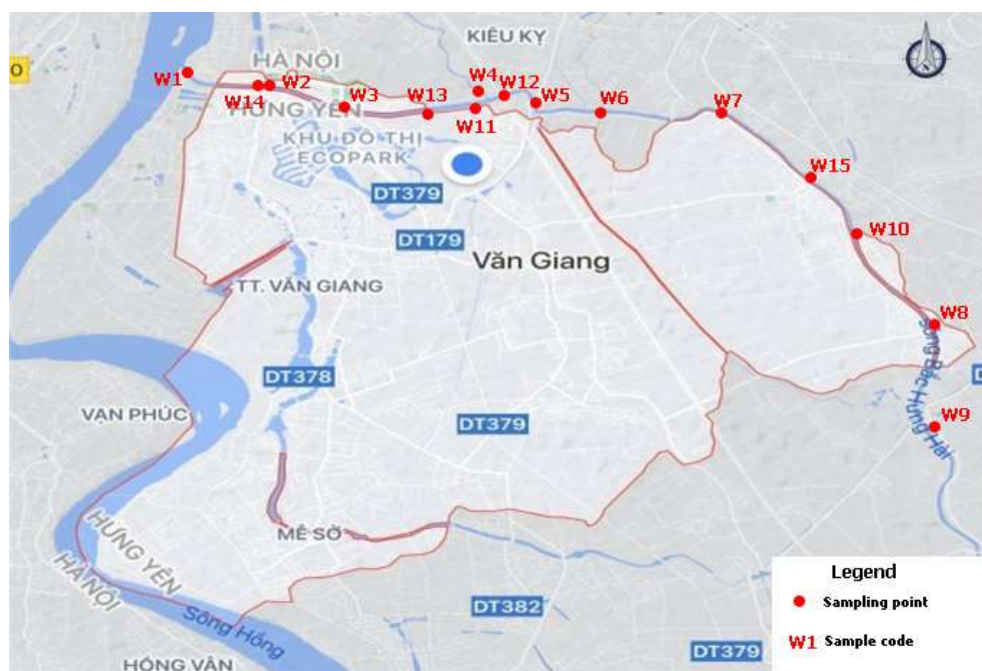 KIÊU KỴ
HÀ NỘI
W4
W12
O
W1
W2
W5
W6
W7
W14
W3
W13
HƯNG YÊN
W11
KHU ĐÔ THỊ
ECOPARK
W15
DT379
W10
DT179
Văn Giang
TT. VĂN GIANG
W8
DT378
Sông Bắc Hưng Hải
VẠN PHÚC
DT379
W9
HƯNG YÊN
HÀ NỘI
MỄ SỞ
Legend
Sampling point
W1 Sample code
DT382
Sông Hồng
DT379
HỒNG VÂN